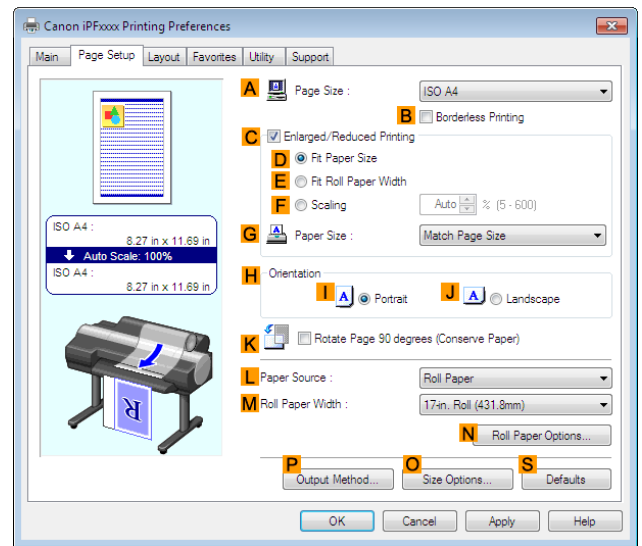 Canon iPFxxxx Printing Preferences
Main Page Setup Layout Favorites Utility Support
A Page Size : ISO A4
B Borderless Printing
C Enlarged/Reduced Printing
D Fit Paper Size
E Fit Roll Paper Width
F Scaling Auto % (5 - 600)
G Paper Size : Match Page Size
ISO A4 :
8.27 in x 11.69 in
Auto Scale: 100%
ISO A4 :
8.27 in x 11.69 in
H Orientation
I A Portrait J A Landscape
K Rotate Page 90 degrees (Conserve Paper)
R
L Paper Source : Roll Paper
M Roll Paper Width : 17-in. Roll (431.8mm)
N Roll Paper Options...
P Output Method... O Size Options... S Defaults
OK Cancel Apply Help